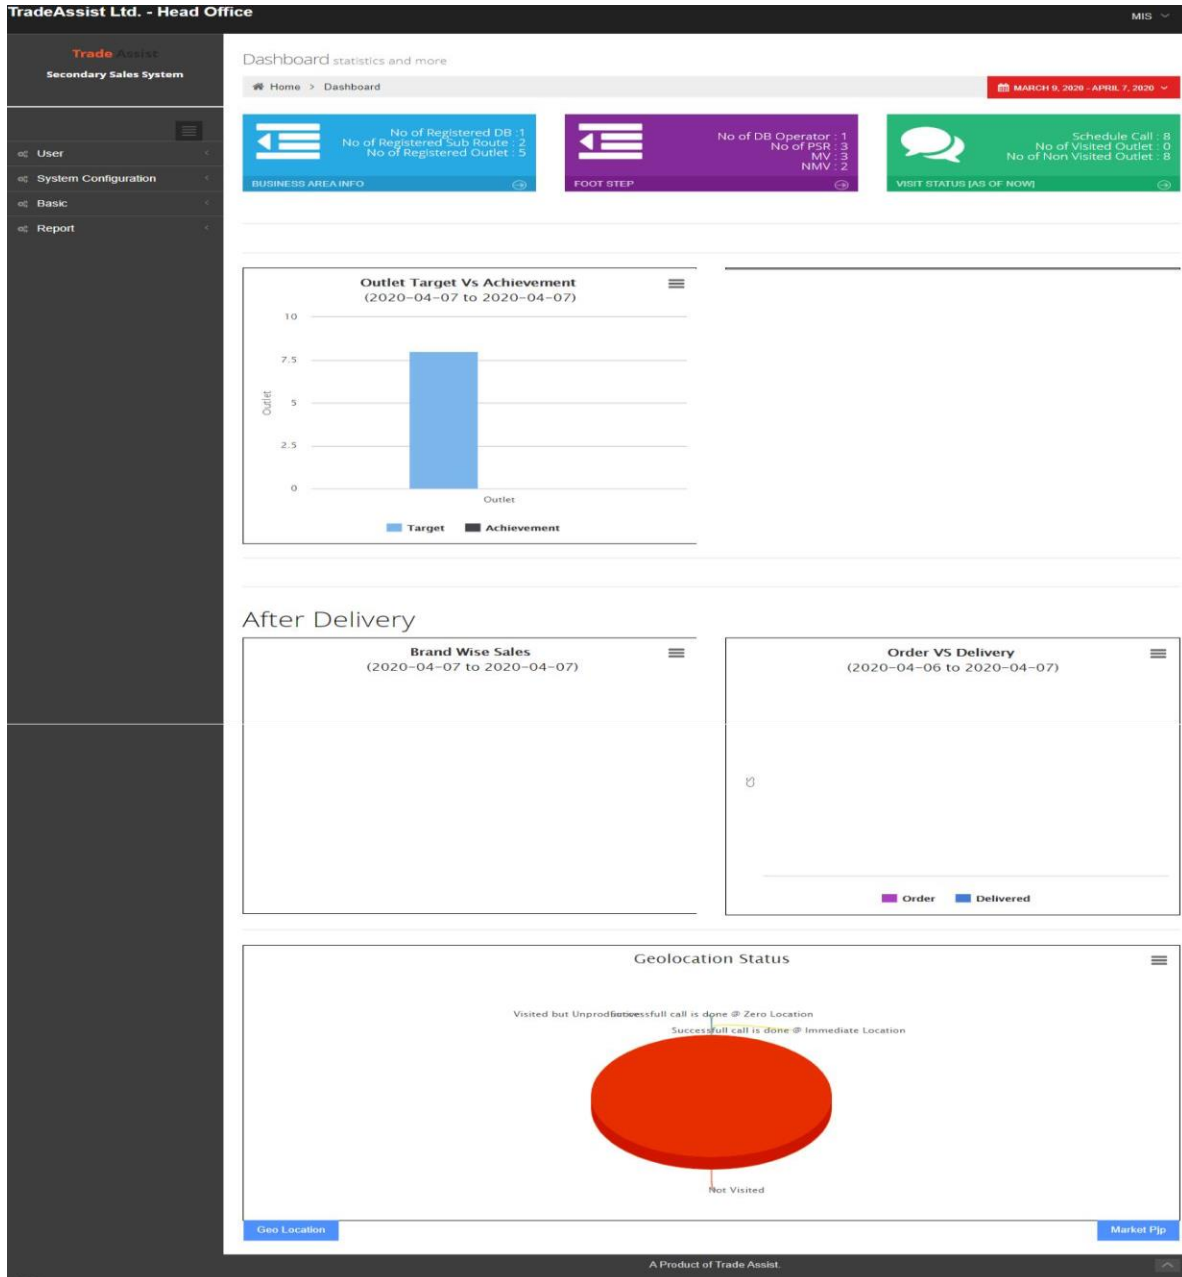 TradeAssist Ltd. - Head Office
MIS
Trade Assist
Secondary Sales System
User
System Configuration
Basic
Report
Dashboard statistics and more
Home > Dashboard
MARCH 9, 2020 - APRIL 7, 2020
No of Registered DB :1
No of Registered Sub Route : 2
No of Registered Outlet : 5
BUSINESS AREA INFO
No of DB Operator : 1
No of PSR : 3
MV : 3
NMV : 2
FOOT STEP
Schedule Call : 8
No of Visited Outlet : 0
No of Non Visited Outlet : 8
VISIT STATUS [AS OF NOW]
Outlet Target Vs Achievement
(2020-04-07 to 2020-04-07)
10
7.5
5
2.5
0
Outlet
Outlet
Target Achievement
After Delivery
Brand Wise Sales
(2020-04-07 to 2020-04-07)
Order VS Delivery
(2020-04-06 to 2020-04-07)
CS
Order Delivered
Geolocation Status
Visited but Unproductive
Successfull call is done @ Zero Location
Successfull call is done @ Immediate Location
Not Visited
Geo Location
Market Pjp
A Product of Trade Assist.